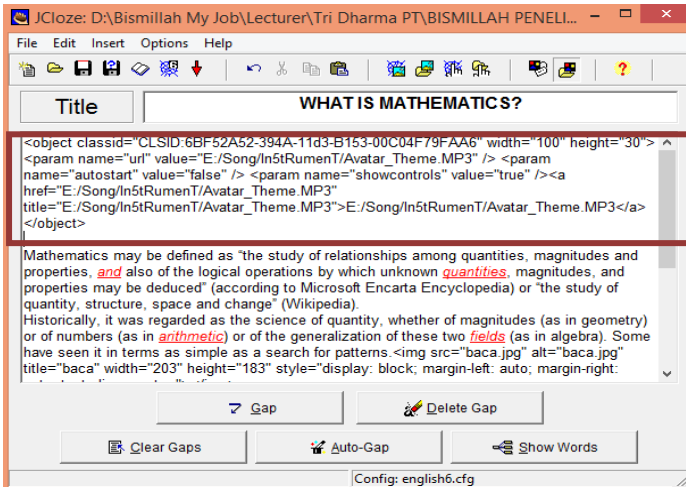 JCloze: D:\Bismillah My Job\Lecturer\Tri Dharma PT\BISMILLAH PENELI...
File Edit Insert Options Help
Title
WHAT IS MATHEMATICS?
<object classid="CLSID:6BF52A52-394A-11d3-B153-00C04F79FAA6" width="100" height="30">
<param name="url" value="E:/Song/In5tRumenT/Avatar_Theme.MP3" /> <param
name="autostart" value="false" /> <param name="showcontrols" value="true" /><a
href="E:/Song/In5tRumenT/Avatar_Theme.MP3"
title="E:/Song/In5tRumenT/Avatar_Theme.MP3">E:/Song/In5tRumenT/Avatar_Theme.MP3</a>
</object>
Mathematics may be defined as “the study of relationships among quantities, magnitudes and
properties, and also of the logical operations by which unknown quantities, magnitudes, and
properties may be deduced” (according to Microsoft Encarta Encyclopedia) or “the study of
quantity, structure, space and change” (Wikipedia).
Historically, it was regarded as the science of quantity, whether of magnitudes (as in geometry)
or of numbers (as in arithmetic) or of the generalization of these two fields (as in algebra). Some
have seen it in terms as simple as a search for patterns.<img src="baca.jpg" alt="baca.jpg"
title="baca" width="203" height="183" style="display: block; margin-left: auto; margin-right:
Gap
Delete Gap
Clear Gaps
Auto-Gap
Show Words
Config: english6.cfg